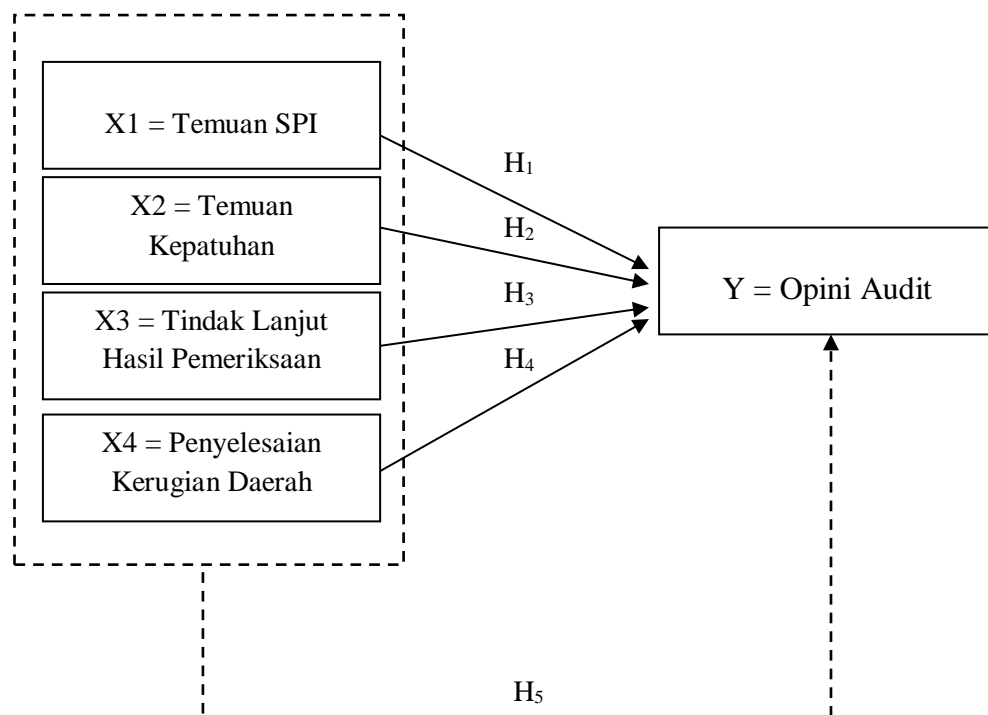 X1 = Temuan SPI
X2 = Temuan
Kepatuhan
X3 = Tindak Lanjut
Hasil Pemeriksaan
X4 = Penyelesaian
Kerugian Daerah
H₁
H₂
H₃
H₄
Y = Opini Audit
H₅